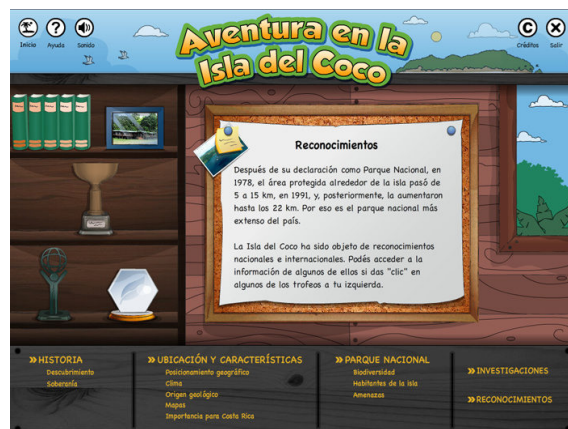 Inicio
Ayuda
Sonido
Aventura en la
Isla del Coco
Créditos
Salir
Reconocimientos
Después de su declaración como Parque Nacional, en
1978, el área protegida alrededor de la isla pasó de
5 a 15 km, en 1991, y, posteriormente, la aumentaron
hasta los 22 km. Por eso es el parque nacional más
extenso del país.
La Isla del Coco ha sido objeto de reconocimientos
nacionales e internacionales. Podés acceder a la
información de algunos de ellos si das "clic" en
algunos de los trofeos a tu izquierda.
» HISTORIA
Descubrimiento
Soberanía
» UBICACIÓN Y CARACTERÍSTICAS
Posicionamiento geográfico
Clima
Origen geológico
Mapas
Importancia para Costa Rica
» PARQUE NACIONAL
Biodiversidad
Habitantes de la isla
Amenazas
» INVESTIGACIONES
» RECONOCIMIENTOS